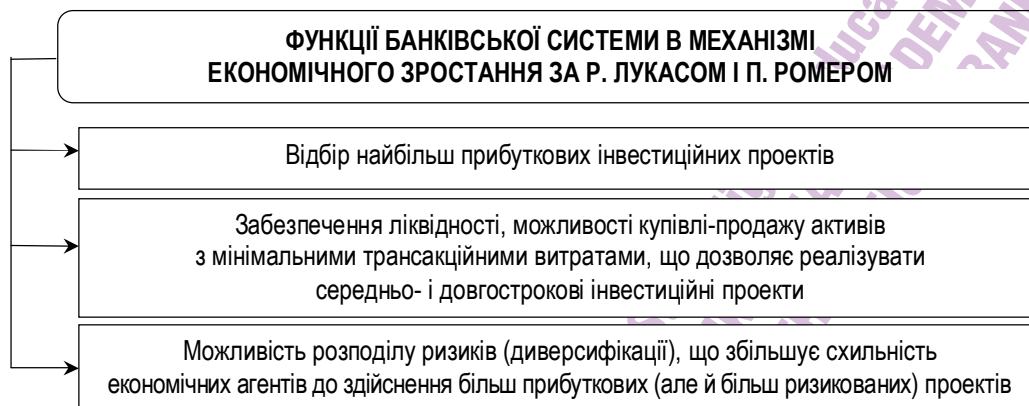 ФУНКЦІЇ БАНКІВСЬКОЇ СИСТЕМИ В МЕХАНІЗМІ
ЕКОНОМІЧНОГО ЗРОСТАННЯ ЗА Р. ЛУКАСОМ І П. РОМЕРОМ
Відбір найбільш прибуткових інвестиційних проектів
Забезпечення ліквідності, можливості купівлі-продажу активів
з мінімальними трансакційними витратами, що дозволяє реалізувати
середньо- і довгострокові інвестиційні проекти
Можливість розподілу ризиків (диверсифікації), що збільшує схильність
економічних агентів до здійснення більш прибуткових (але й більш ризикованих) проектів